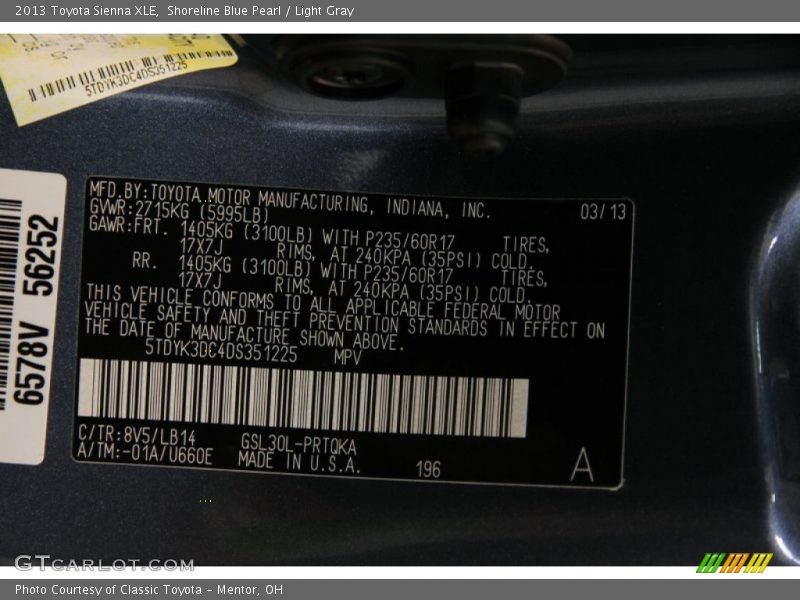 2013 Toyota Sienna XLE,  Shoreline Blue Pearl / Light Gray
5TDYK3DC4DS351225
6578V 56252
MFD.BY:TOYOTA MOTOR MANUFACTURING, INDIANA, INC. 03/13
GVWR:2715KG (5995LB)
GAWR:FRT. 1405KG (3100LB) WITH P235/60R17 TIRES,
17X7J RIMS, AT 240KPA (35PSI) COLD.
RR. 1405KG (3100LB) WITH P235/60R17 TIRES,
17X7J RIMS, AT 240KPA (35PSI) COLD.
THIS VEHICLE CONFORMS TO ALL APPLICABLE FEDERAL MOTOR
VEHICLE SAFETY AND THEFT PREVENTION STANDARDS IN EFFECT ON
THE DATE OF MANUFACTURE SHOWN ABOVE.
5TDYK3DC4DS351225 MPV
C/TR:8V5/LB14 GSL30L-PRTQKA
A/TM:-01A/U660E MADE IN U.S.A. 196 A
GTCARLOT.COM
Photo Courtesy of Classic Toyota - Mentor, OH